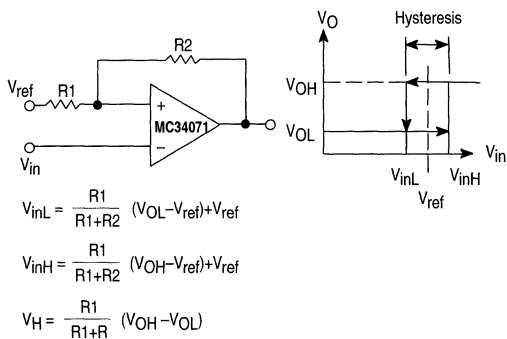 R2
Vref R1
+
MC34071
−
Vin
VO
Hysteresis
VOH
VOL
Vin
VinL VinH
Vref
VinL = R1 / R1+R2 (VOL–Vref)+Vref
VinH = R1 / R1+R2 (VOH–Vref)+Vref
VH = R1 / R1+R (VOH –VOL)